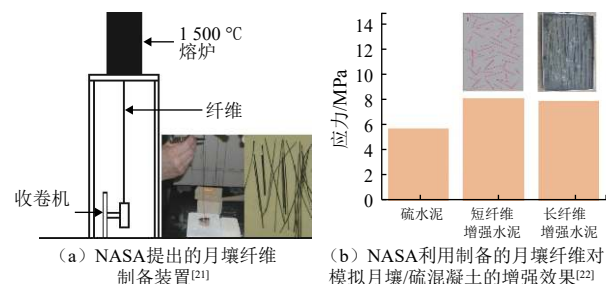 1 500 ℃
熔炉
纤维
收卷机
（a）NASA提出的月壤纤维
制备装置[21]
（b）
应力/MPa
14
12
10
8
6
4
2
0
硫水泥
短纤维
增强水泥
长纤维
增强水泥
（b）NASA利用制备的月壤纤维对
模拟月壤/硫混凝土的增强效果[22]